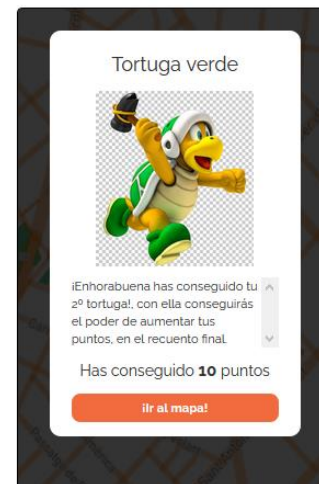 Tortuga verde
¡Enhorabuena has conseguido tu
2º tortuga!, con ella conseguirás
el poder de aumentar tus
puntos, en el recuento final
Has conseguido 10 puntos
¡Ir al mapa!